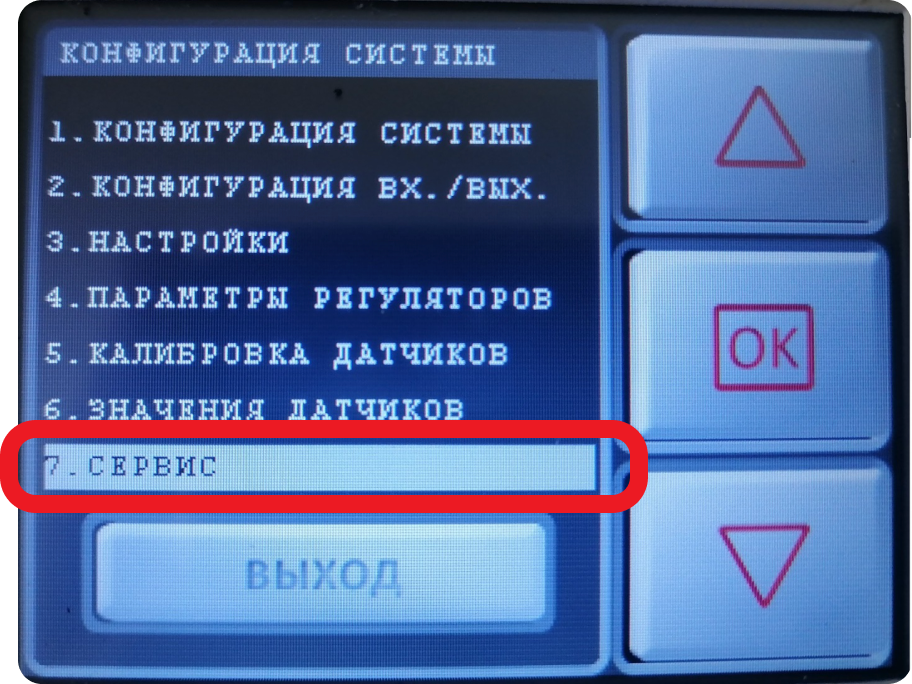 КОНФИГУРАЦИЯ СИСТЕМЫ
1.КОНФИГУРАЦИЯ СИСТЕМЫ
2.КОНФИГУРАЦИЯ ВХ./ВЫХ.
3.НАСТРОЙКИ
4.ПАРАМЕТРЫ РЕГУЛЯТОРОВ
5.КАЛИБРОВКА ДАТЧИКОВ
6.ЗНАЧЕНИЯ ДАТЧИКОВ
7.СЕРВИС
ВЫХОД
OK